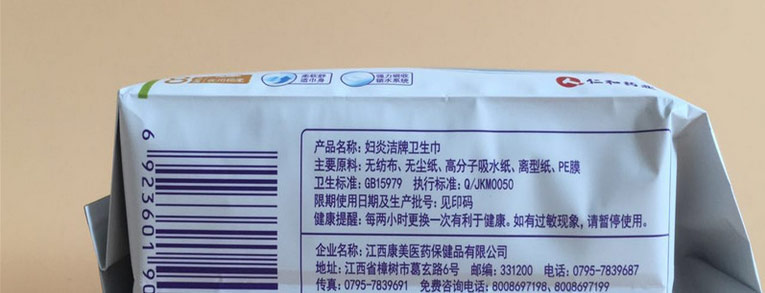 仁和药业
产品名称: 妇炎洁牌卫生巾
主要原料: 无纺布、无尘纸、高分子吸水纸、离型纸、PE膜
卫生标准: GB15979 执行标准: Q/JKM0050
限期使用日期及生产批号: 见印码
健康提醒: 每两小时更换一次有利于健康。如有过敏现象, 请暂停使用。
企业名称: 江西康美医药保健品有限公司
地址: 江西省樟树市葛玄路6号 邮编: 331200 电话: 0795-7839687
传真: 0795-7839691 免费咨询电话: 8008697198、8008697199
6 923601 90